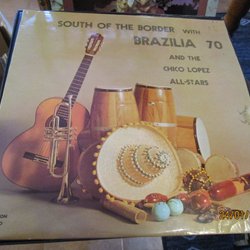 SOUTH OF THE BORDER WITH
BRAZILIA 70
AND THE
CHICO LOPEZ
ALL-STARS